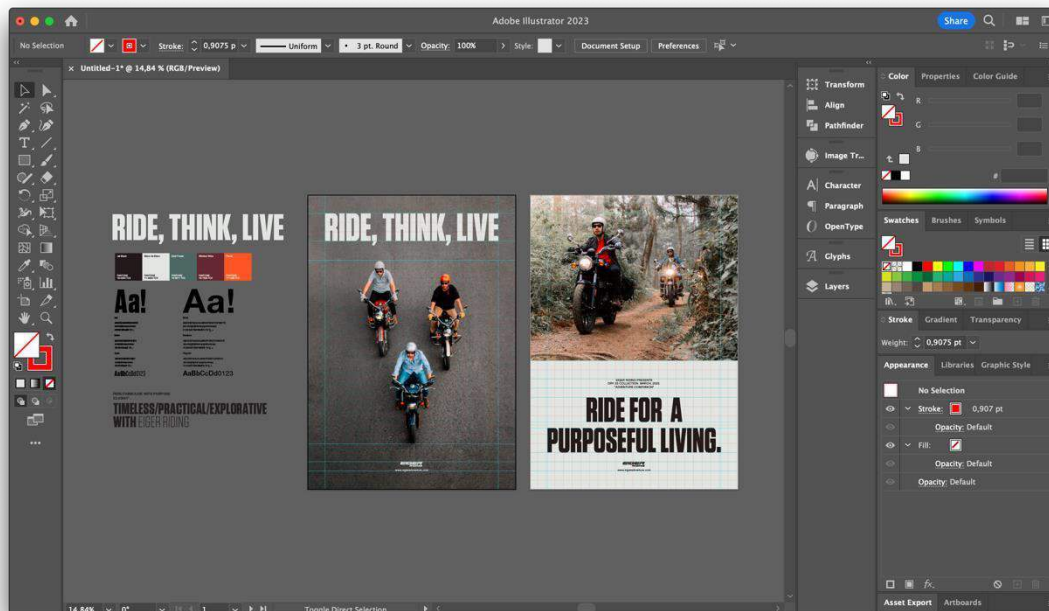 Adobe Illustrator 2023
Share
No Selection
Stroke:
0,9075 p
Uniform
3 pt. Round
Opacity: 100%
Style:
Document Setup
Preferences
Untitled-1* @ 14,84 % (RGB/Preview)
RIDE, THINK, LIVE
Aa!
Aa!
AaBbCcDd0123
AaBbCcDd0123
TIMELESS/PRACTICAL/EXPLORATIVE
WITH EIGER RIDING
RIDE, THINK, LIVE
RIDE FOR A
PURPOSEFUL LIVING.
Transform
Align
Pathfinder
Image Tr...
Character
Paragraph
OpenType
Glyphs
Layers
Color
Properties
Color Guide
R
G
B
#
Swatches
Brushes
Symbols
Stroke
Gradient
Transparency
Weight:
0,9075 pt
Appearance
Libraries
Graphic Style
No Selection
Stroke:
0,907 pt
Opacity: Default
Fill:
Opacity: Default
Opacity: Default
fx.
Asset Export
Artboards
14,84%
0°
1
Toggle Direct Selection